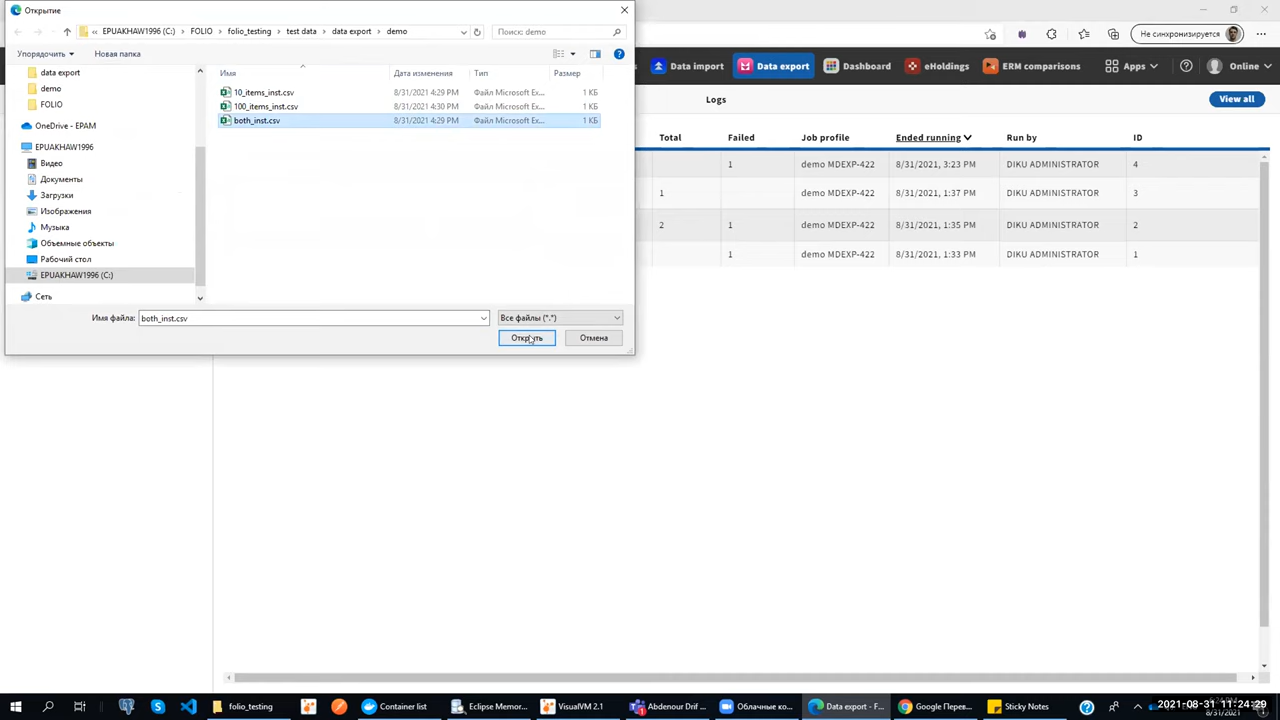 Открытие
« EPUAKHAW1996 (C:) › FOLIO › folio_testing › test data › data export › demo
Поиск: demo
Не синхронизируется
Упорядочить
Новая папка
Data import
Data export
Dashboard
eHoldings
ERM comparisons
Apps
Online
data export
demo
FOLIO
OneDrive - EPAM
EPUAKHAW1996
Видео
Документы
Загрузки
Изображения
Музыка
Объемные объекты
Рабочий стол
EPUAKHAW1996 (C:)
Сеть
Имя Дата изменения Тип Размер
10_items_inst.csv 8/31/2021 4:29 PM Файл Microsoft Ex... 1 КБ
100_items_inst.csv 8/31/2021 4:30 PM Файл Microsoft Ex... 1 КБ
both_inst.csv 8/31/2021 4:29 PM Файл Microsoft Ex... 1 КБ
Имя файла: both_inst.csv Все файлы (*.*)
Открыть Отмена
Logs View all
Total Failed Job profile Ended running Run by ID
1 demo MDEXP-422 8/31/2021, 3:23 PM DIKU ADMINISTRATOR 4
1 demo MDEXP-422 8/31/2021, 1:37 PM DIKU ADMINISTRATOR 3
2 1 demo MDEXP-422 8/31/2021, 1:35 PM DIKU ADMINISTRATOR 2
1 demo MDEXP-422 8/31/2021, 1:33 PM DIKU ADMINISTRATOR 1
folio_testing
Container list
Eclipse Memor...
VisualVM 2.1
Abdenour Drif ...
Облачные ко...
Data export - F...
Google Перев...
Sticky Notes
2021-08-31 11:24:29